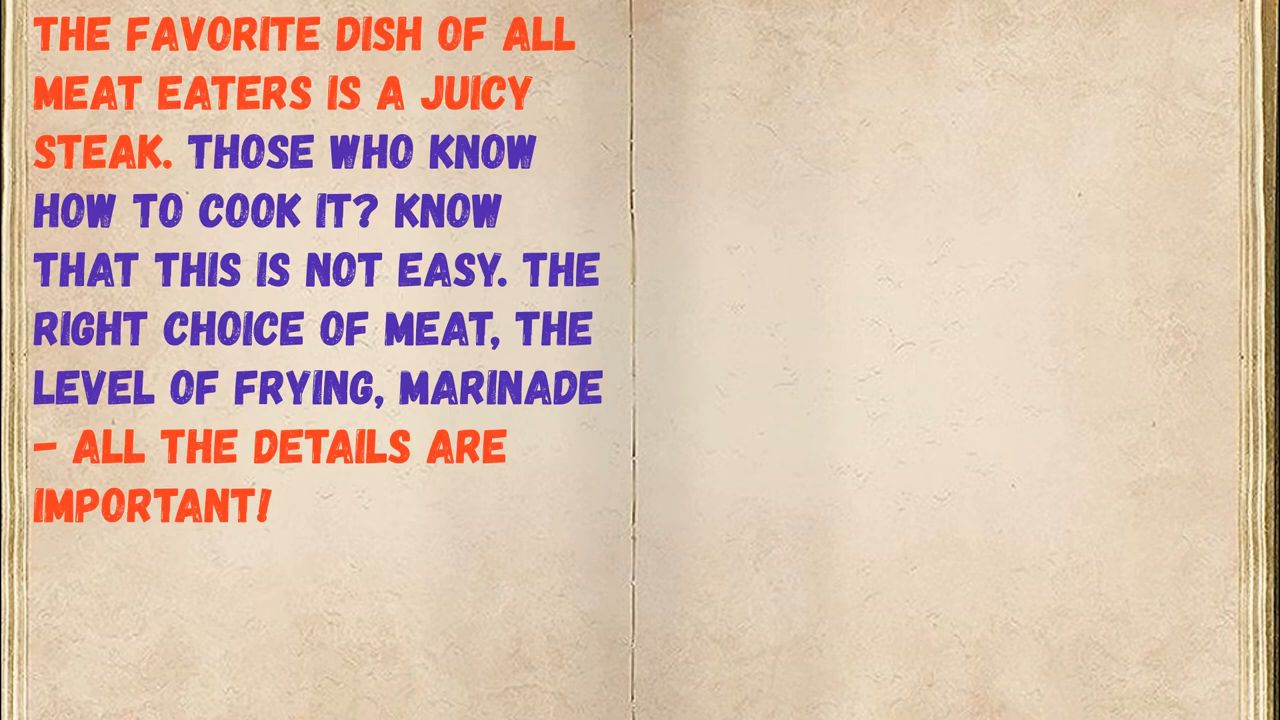 THE FAVORITE DISH OF ALL
MEAT EATERS IS A JUICY
STEAK. THOSE WHO KNOW
HOW TO COOK IT? KNOW
THAT THIS IS NOT EASY. THE
RIGHT CHOICE OF MEAT, THE
LEVEL OF FRYING, MARINADE
– ALL THE DETAILS ARE
IMPORTANT!